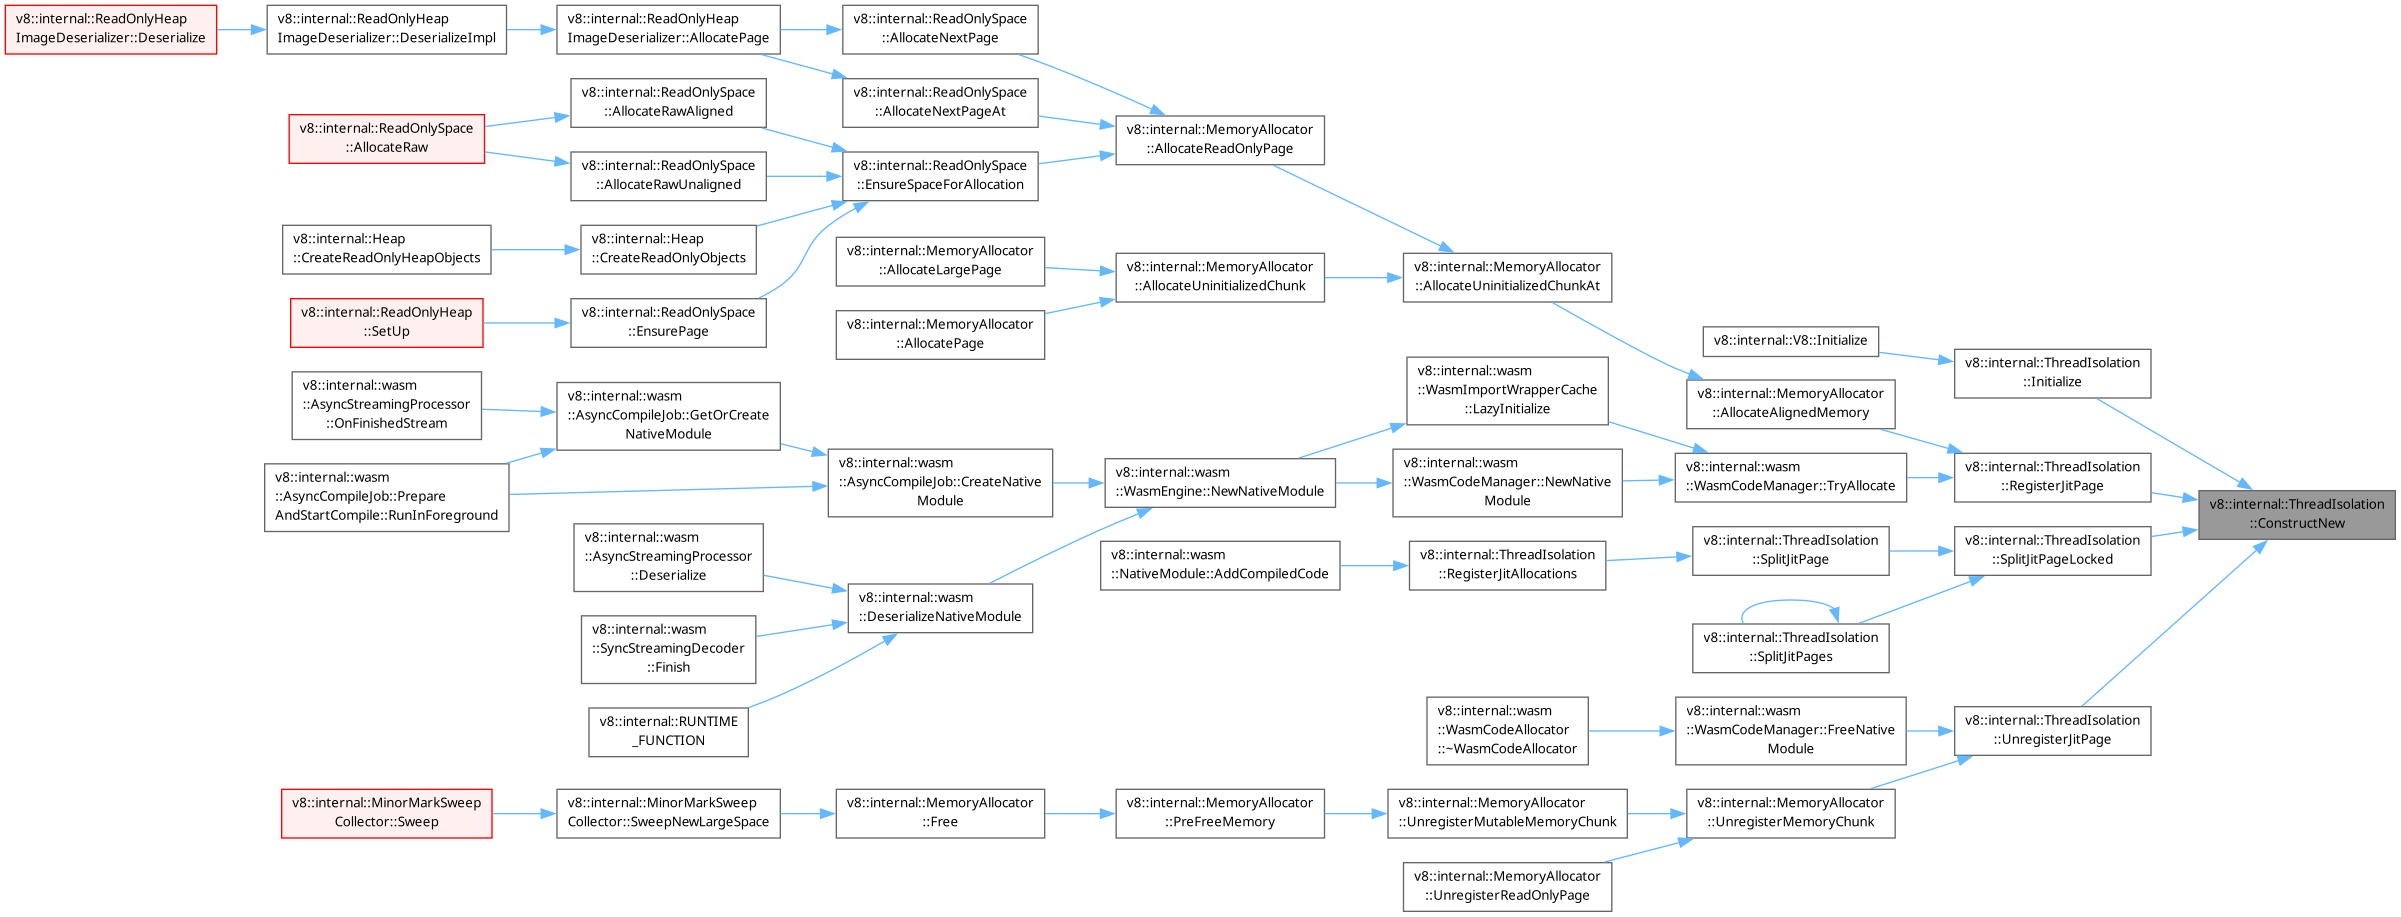 v8::internal::ReadOnlyHeap
ImageDeserializer::Deserialize
v8::internal::ReadOnlyHeap
ImageDeserializer::DeserializeImpl
v8::internal::ReadOnlyHeap
ImageDeserializer::AllocatePage
v8::internal::ReadOnlySpace
::AllocateNextPage
v8::internal::ReadOnlySpace
::AllocateRawAligned
v8::internal::ReadOnlySpace
::AllocateNextPageAt
v8::internal::ReadOnlySpace
::AllocateRaw
v8::internal::MemoryAllocator
::AllocateReadOnlyPage
v8::internal::ReadOnlySpace
::AllocateRawUnaligned
v8::internal::ReadOnlySpace
::EnsureSpaceForAllocation
v8::internal::Heap
::CreateReadOnlyHeapObjects
v8::internal::Heap
::CreateReadOnlyObjects
v8::internal::MemoryAllocator
::AllocateLargePage
v8::internal::MemoryAllocator
::AllocateUninitializedChunk
v8::internal::MemoryAllocator
::AllocateUninitializedChunkAt
v8::internal::ReadOnlyHeap
::SetUp
v8::internal::ReadOnlySpace
::EnsurePage
v8::internal::MemoryAllocator
::AllocatePage
v8::internal::V8::Initialize
v8::internal::ThreadIsolation
::Initialize
v8::internal::wasm
::AsyncStreamingProcessor
::OnFinishedStream
v8::internal::wasm
::AsyncCompileJob::GetOrCreate
NativeModule
v8::internal::wasm
::WasmImportWrapperCache
::LazyInitialize
v8::internal::MemoryAllocator
::AllocateAlignedMemory
v8::internal::wasm
::AsyncCompileJob::Prepare
AndStartCompile::RunInForeground
v8::internal::wasm
::AsyncCompileJob::CreateNative
Module
v8::internal::wasm
::WasmEngine::NewNativeModule
v8::internal::wasm
::WasmCodeManager::NewNative
Module
v8::internal::wasm
::WasmCodeManager::TryAllocate
v8::internal::ThreadIsolation
::RegisterJitPage
v8::internal::ThreadIsolation
::ConstructNew
v8::internal::wasm
::AsyncStreamingProcessor
::Deserialize
v8::internal::wasm
::NativeModule::AddCompiledCode
v8::internal::ThreadIsolation
::RegisterJitAllocations
v8::internal::ThreadIsolation
::SplitJitPage
v8::internal::ThreadIsolation
::SplitJitPageLocked
v8::internal::wasm
::DeserializeNativeModule
v8::internal::wasm
::SyncStreamingDecoder
::Finish
v8::internal::ThreadIsolation
::SplitJitPages
v8::internal::RUNTIME
_FUNCTION
v8::internal::wasm
::WasmCodeAllocator
::~WasmCodeAllocator
v8::internal::wasm
::WasmCodeManager::FreeNative
Module
v8::internal::ThreadIsolation
::UnregisterJitPage
v8::internal::MinorMarkSweep
Collector::Sweep
v8::internal::MinorMarkSweep
Collector::SweepNewLargeSpace
v8::internal::MemoryAllocator
::Free
v8::internal::MemoryAllocator
::PreFreeMemory
v8::internal::MemoryAllocator
::UnregisterMutableMemoryChunk
v8::internal::MemoryAllocator
::UnregisterMemoryChunk
v8::internal::MemoryAllocator
::UnregisterReadOnlyPage